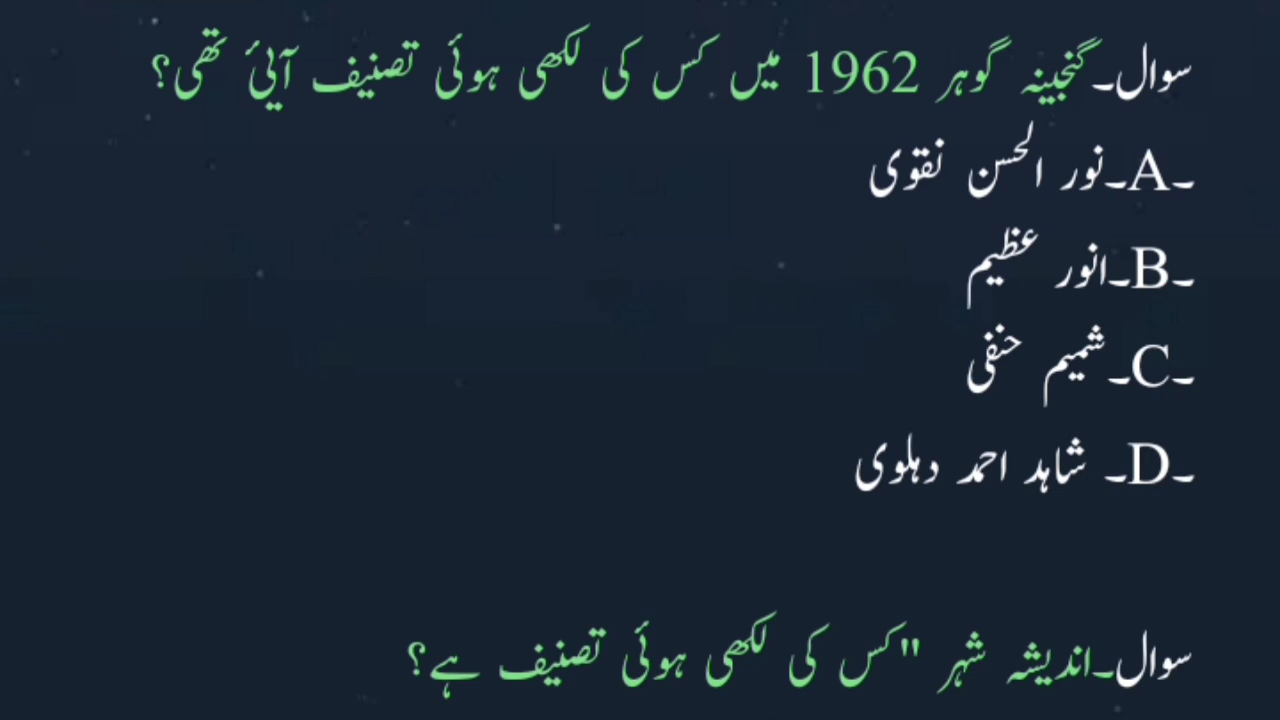 سوال۔گنجینہ گوہر 1962 میں کس کی لکھی ہوئی تصنیف آیئ تھی؟
۔A۔نور الحسن نقوی
۔B۔انور عظیم
۔C۔شمیم حنفی
۔D۔ شاہد احمد دہلوی
سوال۔اندیشہ شہر "کس کی لکھی ہوئی تصنیف ہے؟